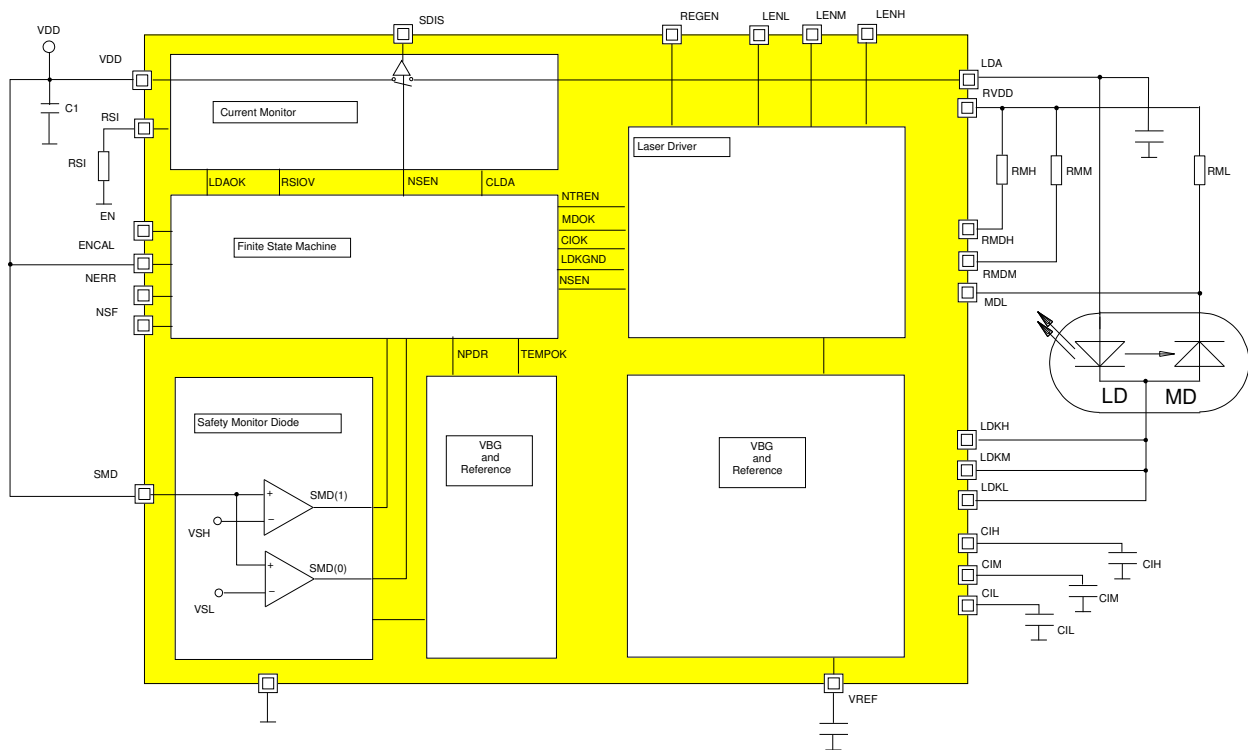 SDIS
REGEN
LENL
LENM
LENH
VDD
VDD
LDA
RVDD
C1
Current Monitor
RSI
RSI
Laser Driver
RMH
RMM
RML
LDAOK
RSIOV
NSEN
CLDA
NTREN
EN
MDOK
RMDH
ENCAL
Finite State Machine
CIOK
LDKGND
RMDM
NERR
NSEN
MDL
NSF
NPDR
TEMPOK
LD
MD
Safety Monitor Diode
VBG
and
Reference
VBG
and
Reference
LDKH
LDKM
LDKL
SMD
+
SMD(1)
VSH
−
CIH
CIH
+
SMD(0)
CIM
CIM
VSL
−
CIL
CIL
VREF